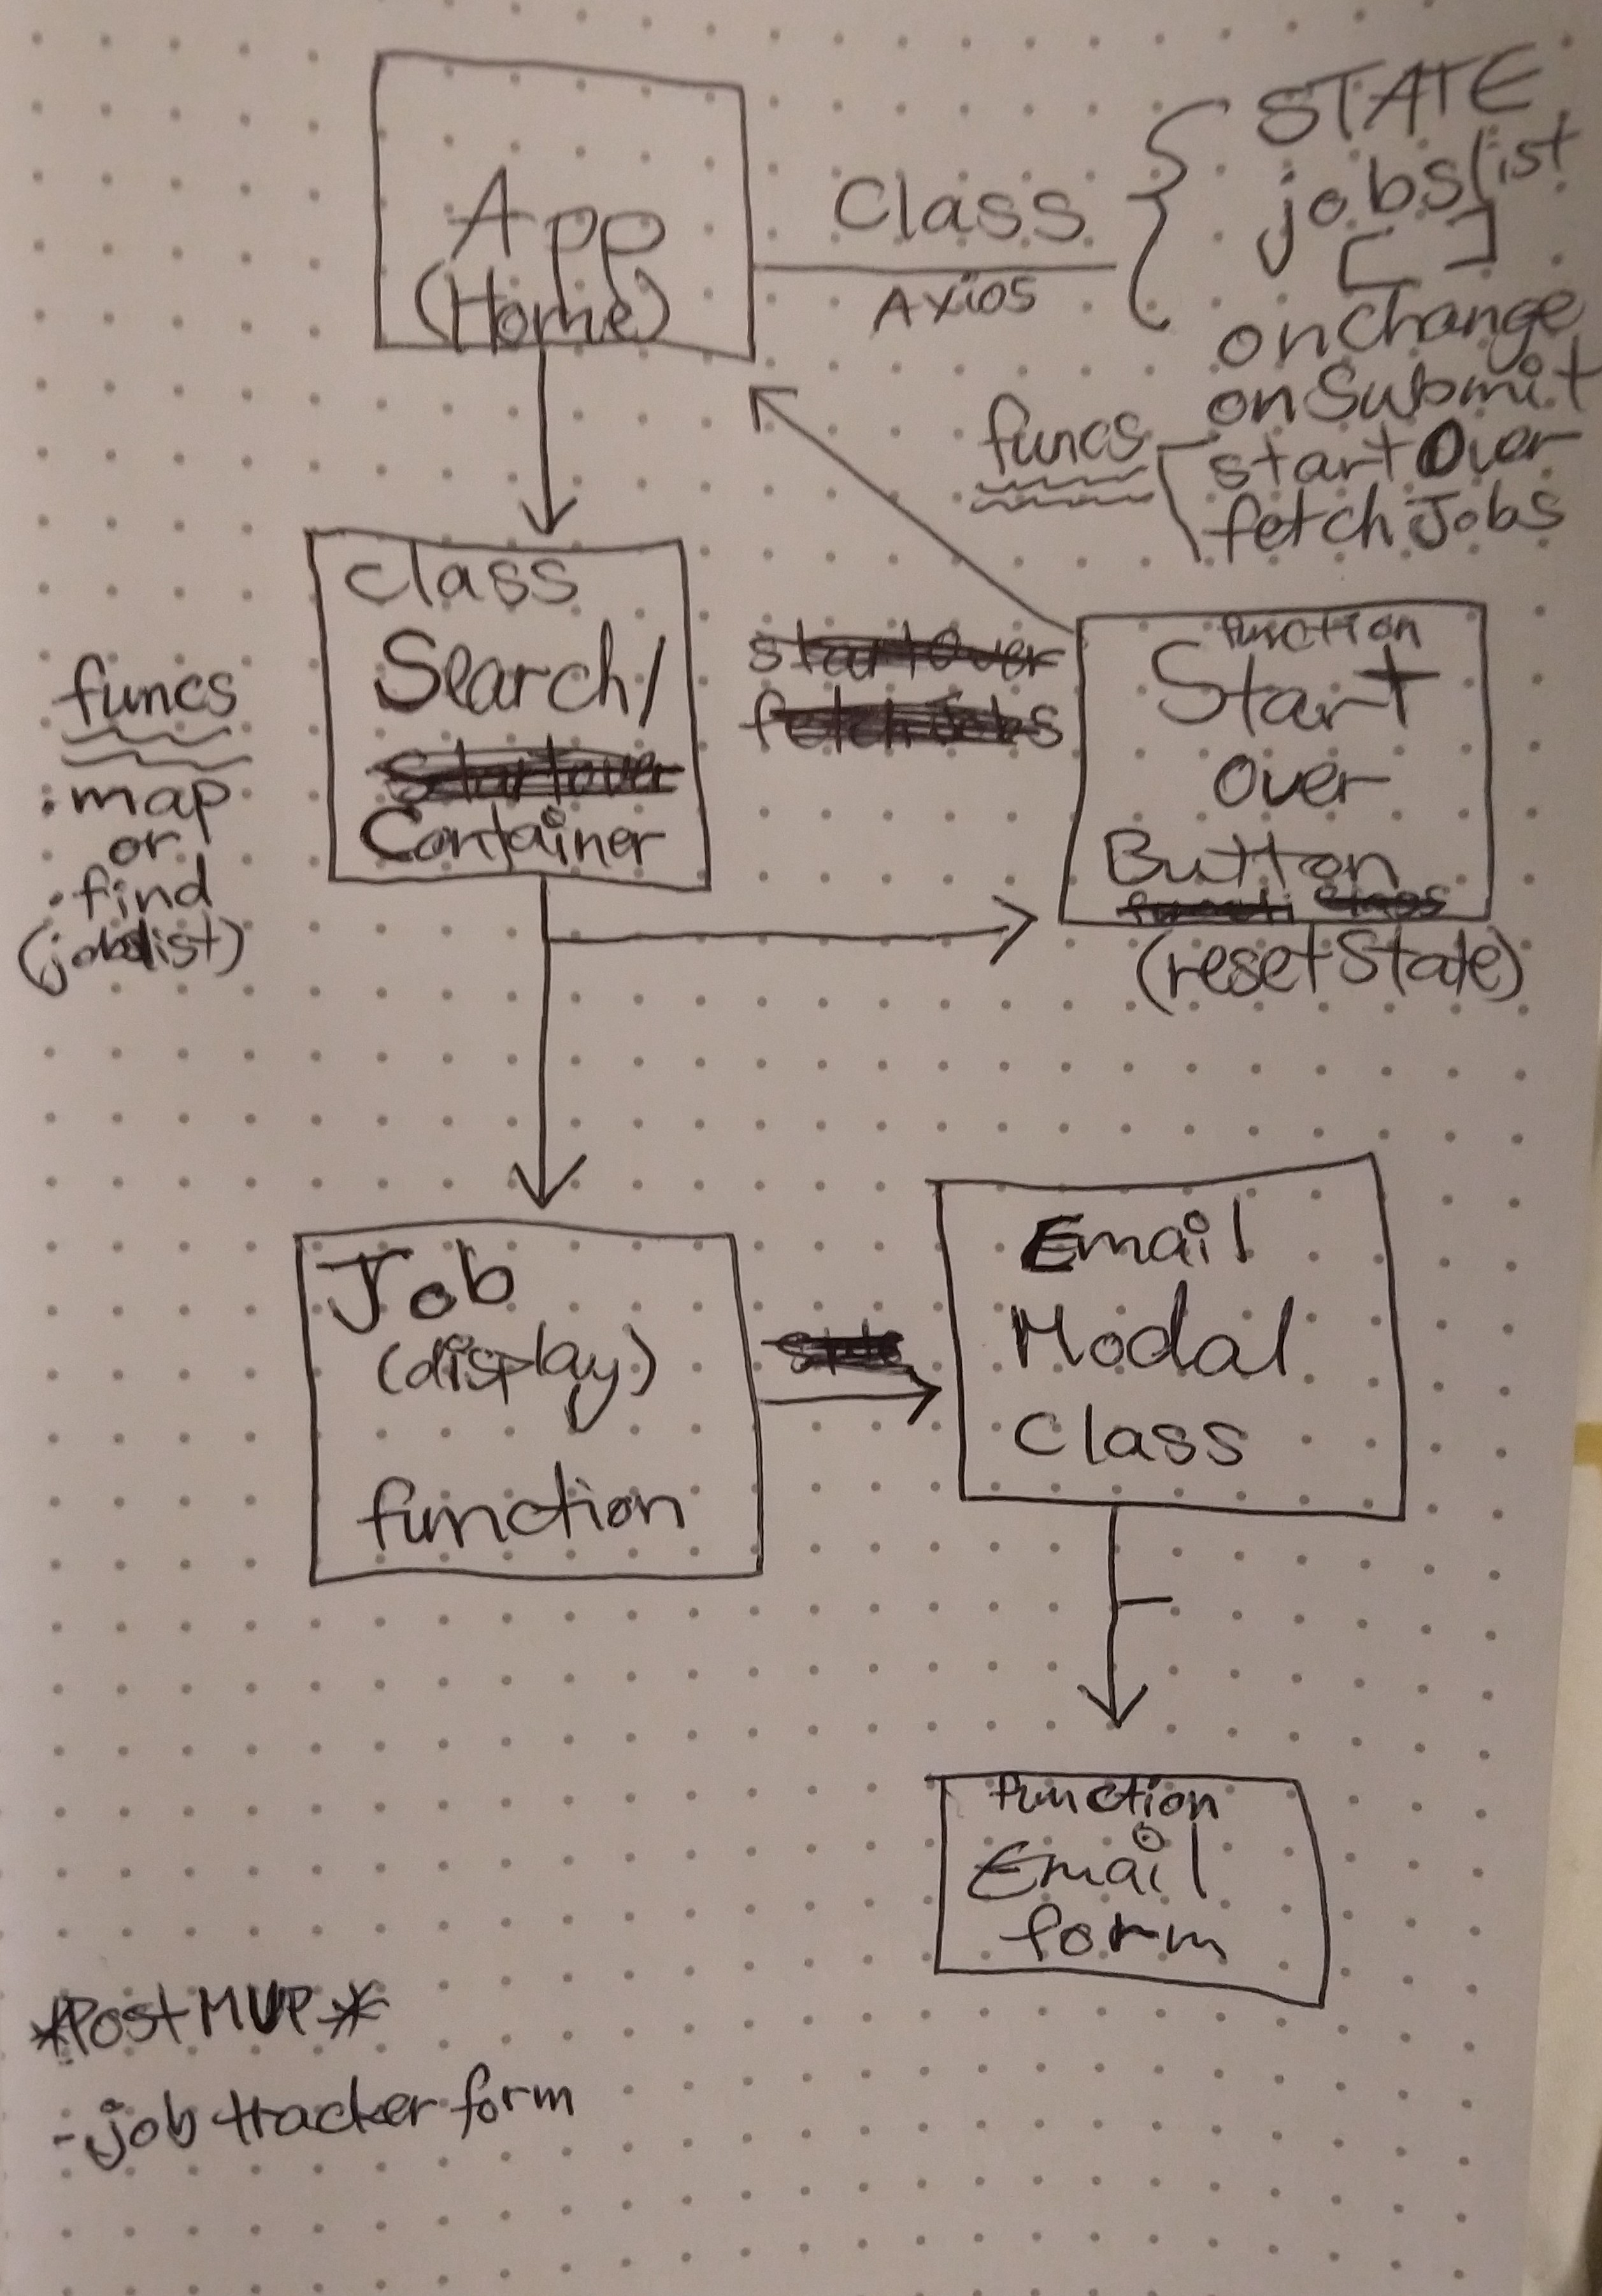 App
(Home)
Class
Axios
STATE
jobslist
[ ]
onChange
onSubmit
startOver
fetchJobs
funcs
class
Search/
Startover
Container
funcs
.map
or
.find
(jobslist)
startOver
fetchJobs
function
Start
Over
Button
class
(resetState)
Job
(display)
function
Email
Modal
Class
function
Email
form
*Post MVP*
- job tracker form